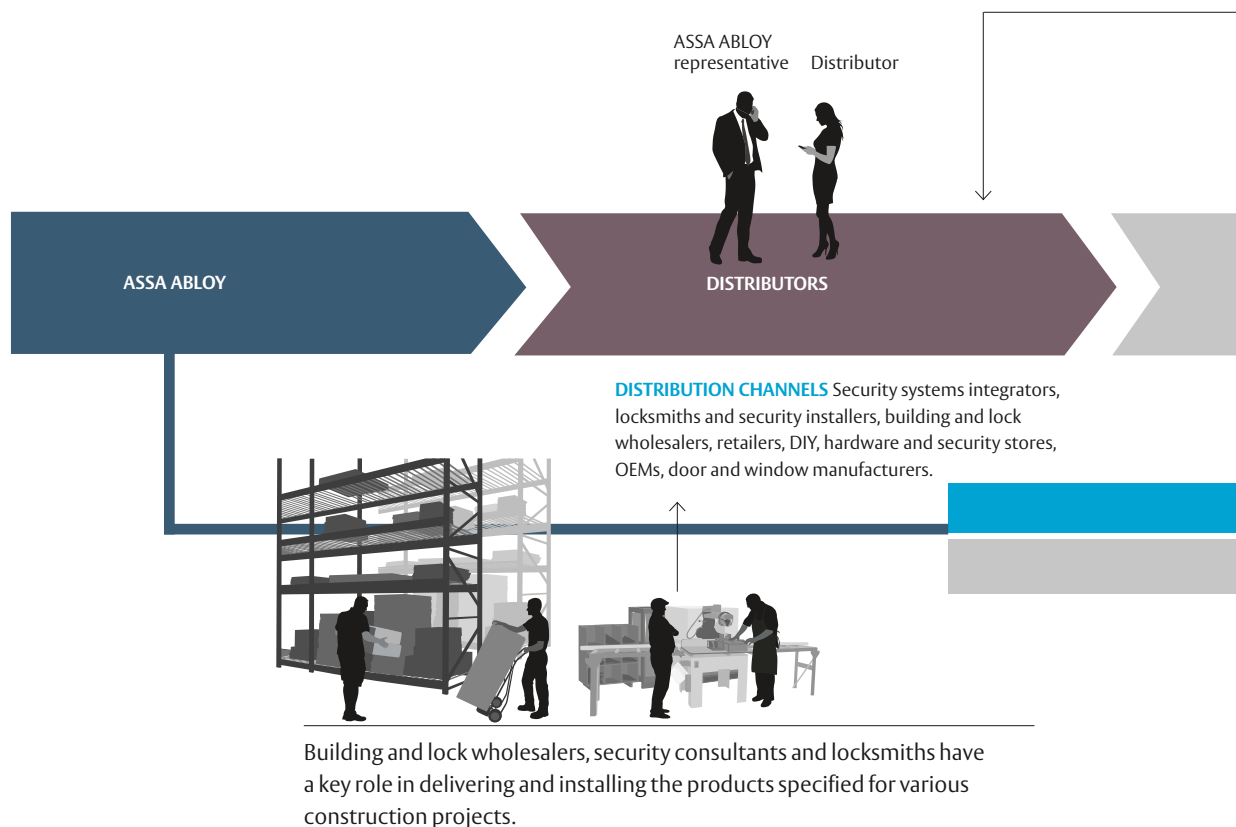 ASSA ABLOY
representative
Distributor
ASSA ABLOY
DISTRIBUTORS
DISTRIBUTION CHANNELS Security systems integrators,
locksmiths and security installers, building and lock
wholesalers, retailers, DIY, hardware and security stores,
OEMs, door and window manufacturers.
Building and lock wholesalers, security consultants and locksmiths have
a key role in delivering and installing the products specified for various
construction projects.